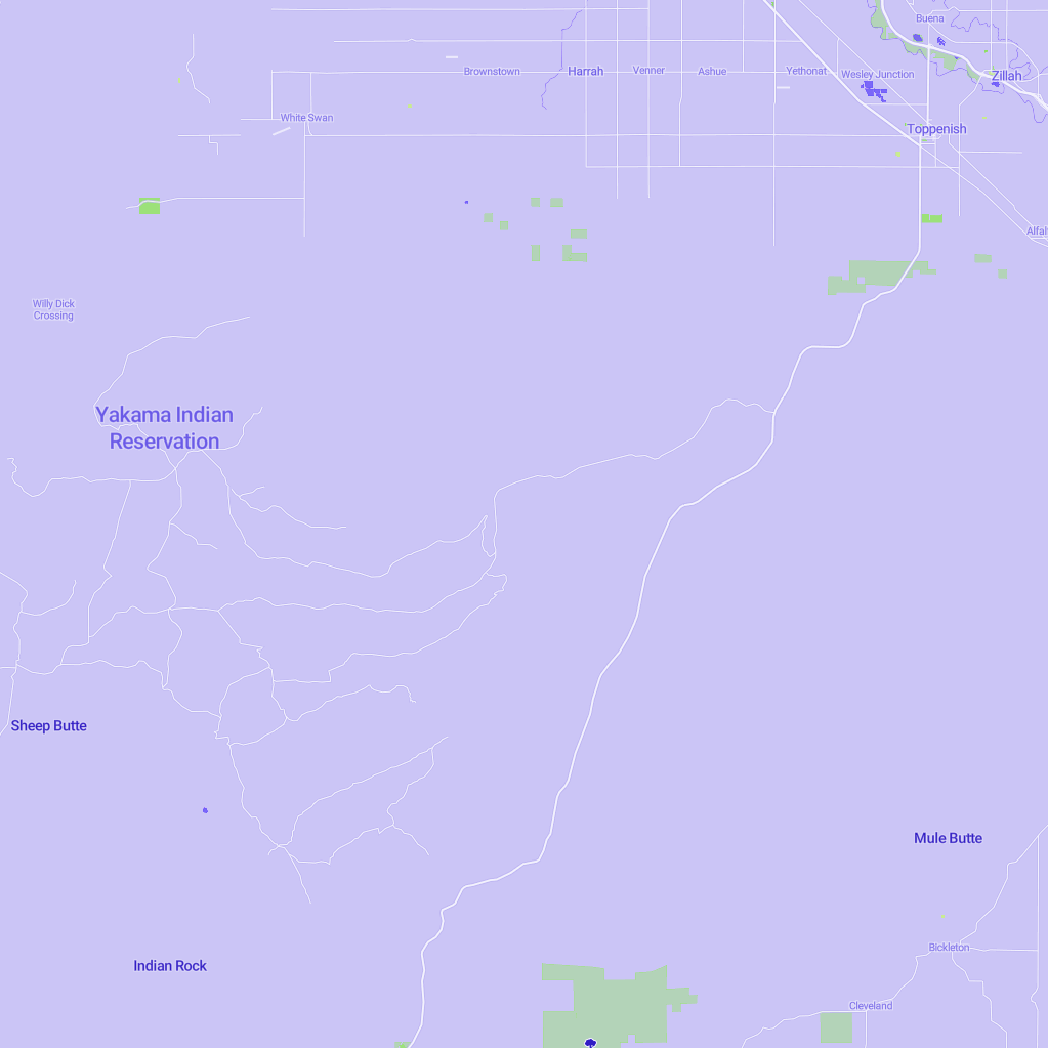 Buena
Brownstown
Harrah
Venner
Ashue
Yethonat
Wesley Junction
Zillah
White Swan
Toppenish
Alfal
Willy Dick
Crossing
Yakama Indian
Reservation
Sheep Butte
Mule Butte
Bickleton
Indian Rock
Cleveland